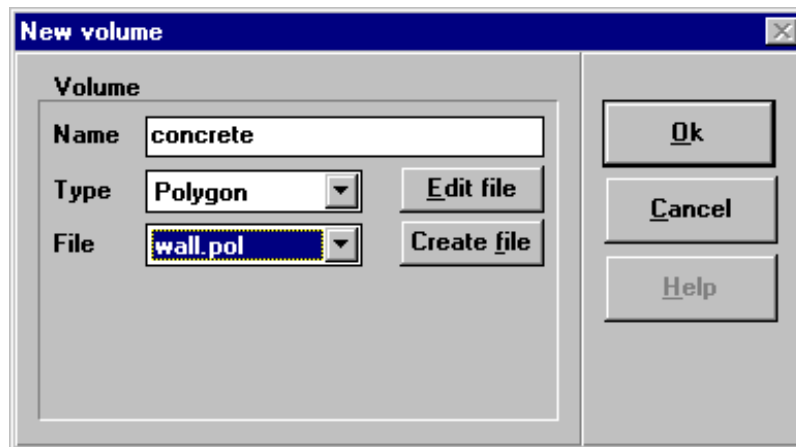 New volume
Volume
Name concrete
Type Polygon Edit file
File wall.pol Create file
Ok
Cancel
Help